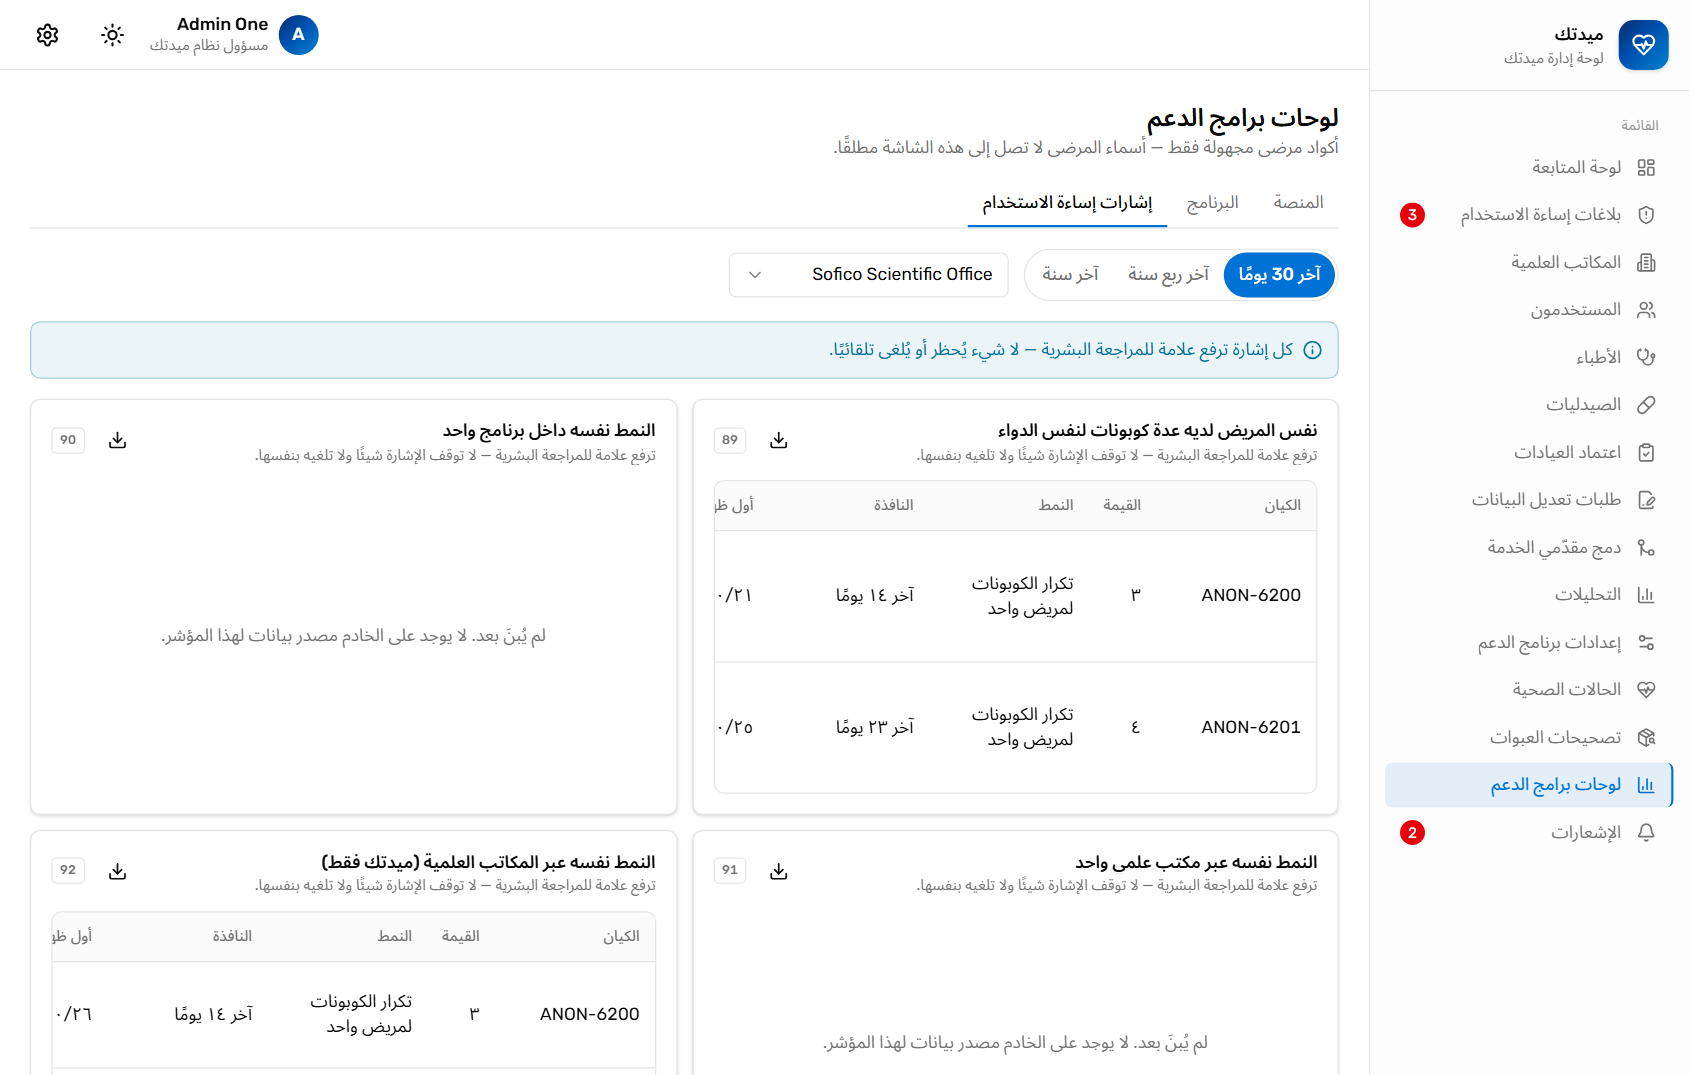 ميدتك
لوحة إدارة ميدتك
القائمة
لوحة المتابعة
بلاغات إساءة الاستخدام
3
المكاتب العلمية
المستخدمون
الأطباء
الصيدليات
اعتماد العيادات
طلبات تعديل البيانات
دمج مقدّمي الخدمة
التحليلات
إعدادات برنامج الدعم
الحالات الصحية
تصحيحات العبوات
لوحات برامج الدعم
الإشعارات
2
A
Admin One
مسؤول نظام ميدتك
لوحات برامج الدعم
أكواد مرضى مجهولة فقط — أسماء المرضى لا تصل إلى هذه الشاشة مطلقًا.
المنصة
البرنامج
إشارات إساءة الاستخدام
آخر 30 يومًا
آخر ربع سنة
آخر سنة
Sofico Scientific Office
كل إشارة ترفع علامة للمراجعة البشرية — لا شيء يُحظر أو يُلغى تلقائيًا.
نفس المريض لديه عدة كوبونات لنفس الدواء
89
ترفع علامة للمراجعة البشرية — لا توقف الإشارة شيئًا ولا تلغيه بنفسها.
الكيان القيمة النمط النافذة أول
ANON-6200 ٣ تكرار الكوبونات لمريض واحد آخر ١٤ يومًا ٠/٢١
ANON-6201 ٤ تكرار الكوبونات لمريض واحد آخر ٢٣ يومًا ٠/٢٥
النمط نفسه داخل برنامج واحد
90
ترفع علامة للمراجعة البشرية — لا توقف الإشارة شيئًا ولا تلغيه بنفسها.
لم يُبنَ بعد. لا يوجد على الخادم مصدر بيانات لهذا المؤشر.
النمط نفسه عبر مكتب علمي واحد
91
ترفع علامة للمراجعة البشرية — لا توقف الإشارة شيئًا ولا تلغيه بنفسها.
لم يُبنَ بعد. لا يوجد على الخادم مصدر بيانات لهذا المؤشر.
النمط نفسه عبر المكاتب العلمية (ميدتك فقط)
92
ترفع علامة للمراجعة البشرية — لا توقف الإشارة شيئًا ولا تلغيه بنفسها.
الكيان القيمة النمط النافذة أول
ANON-6200 ٣ تكرار الكوبونات لمريض واحد آخر ١٤ يومًا ٠/٢٦